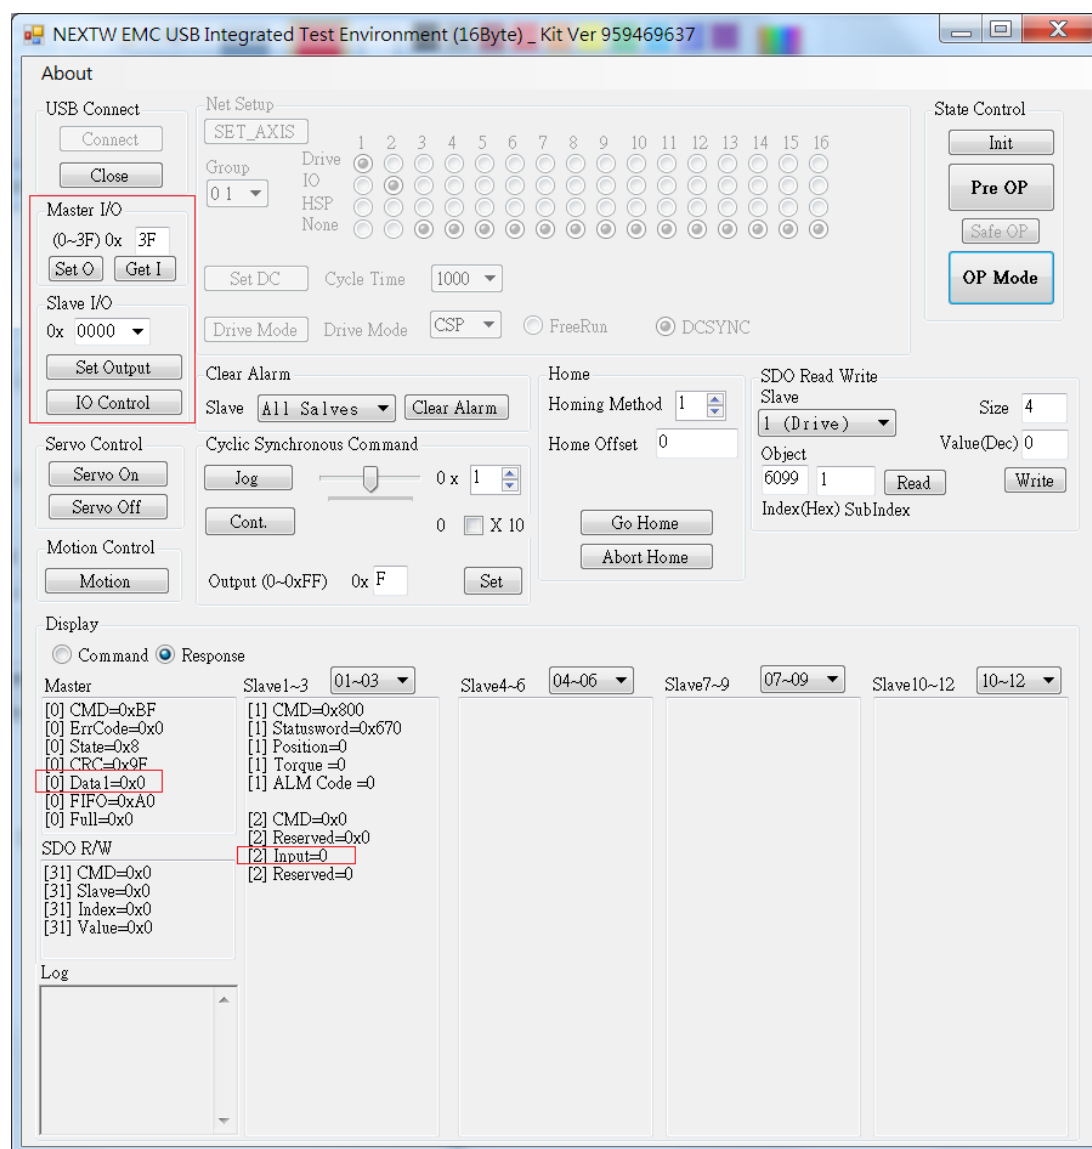 NEXTW EMC USB Integrated Test Environment (16Byte) _ Kit Ver 959469637
About
USB Connect
Connect
Close
Master I/O
(0~3F) 0x 3F
Set O Get I
Slave I/O
0x 0000
Set Output
IO Control
Servo Control
Servo On
Servo Off
Motion Control
Motion
Net Setup
SET_AXIS
Group
0 1
1 2 3 4 5 6 7 8 9 10 11 12 13 14 15 16
Drive
IO
HSP
None
Set DC Cycle Time 1000
Drive Mode Drive Mode CSP FreeRun DCSYNC
State Control
Init
Pre OP
Safe OP
OP Mode
Clear Alarm
Slave All Salves Clear Alarm
Cyclic Synchronous Command
Jog 0 x 1
Cont. 0 X 10
Output (0~0xFF) 0x F Set
Home
Homing Method 1
Home Offset 0
Go Home
Abort Home
SDO Read Write
Slave
1 (Drive)
Size 4
Value(Dec) 0
Object
6099 1 Read Write
Index(Hex) SubIndex
Display
Command Response
Master
[0] CMD=0xBF
[0] ErrCode=0x0
[0] State=0x8
[0] CRC=0x9F
[0] Data1=0x0
[0] FIFO=0xA0
[0] Full=0x0
SDO R/W
[31] CMD=0x0
[31] Slave=0x0
[31] Index=0x0
[31] Value=0x0
Log
Slave1~3 01~03
[1] CMD=0x800
[1] Statusword=0x670
[1] Position=0
[1] Torque =0
[1] ALM Code =0
[2] CMD=0x0
[2] Reserved=0x0
[2] Input=0
[2] Reserved=0
Slave4~6 04~06
Slave7~9 07~09
Slave10~12 10~12